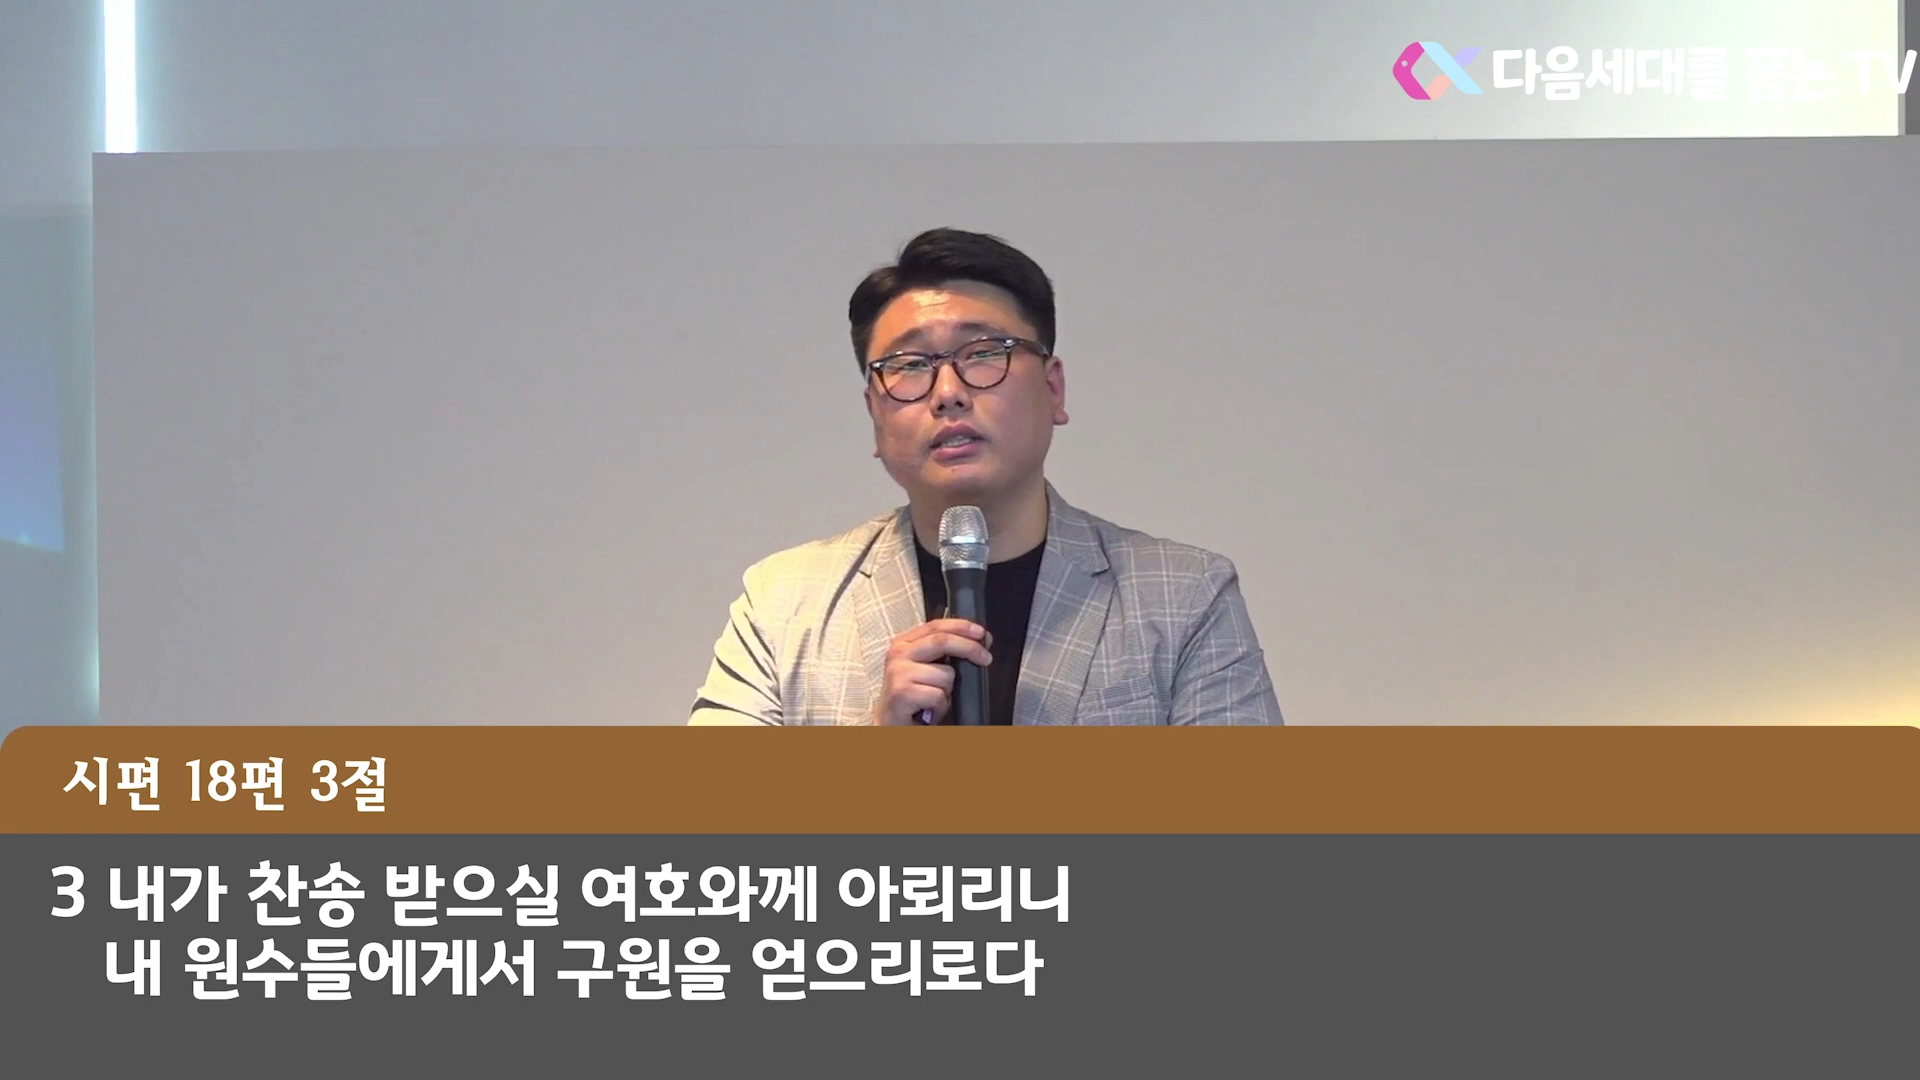 다음세대를 품는 TV
시편 18편 3절
3 내가 찬송 받으실 여호와께 아뢰리니
내 원수들에게서 구원을 얻으리로다